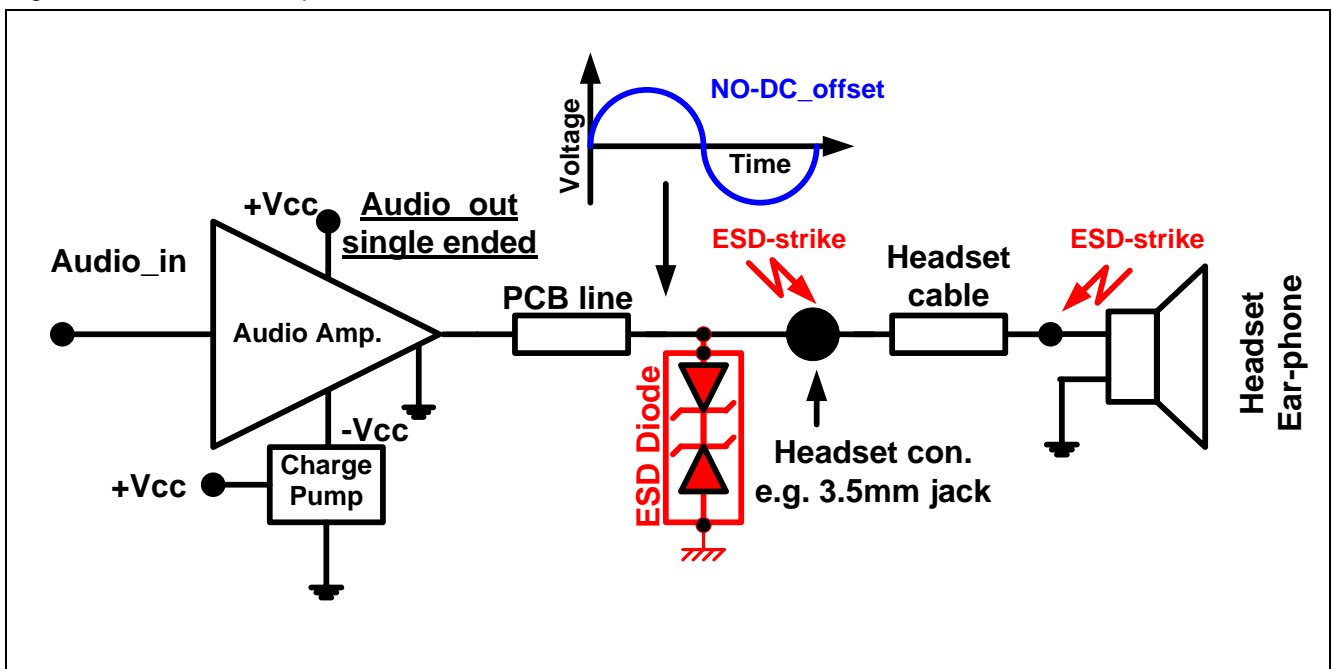 NO-DC_offset
Voltage
Time
+Vcc
Audio_out
single ended
ESD-strike
ESD-strike
Audio_in
Headset
cable
PCB line
Audio Amp.
Headset
Ear-phone
ESD Diode
-Vcc
Charge
Pump
+Vcc
Headset con.
e.g. 3.5mm jack